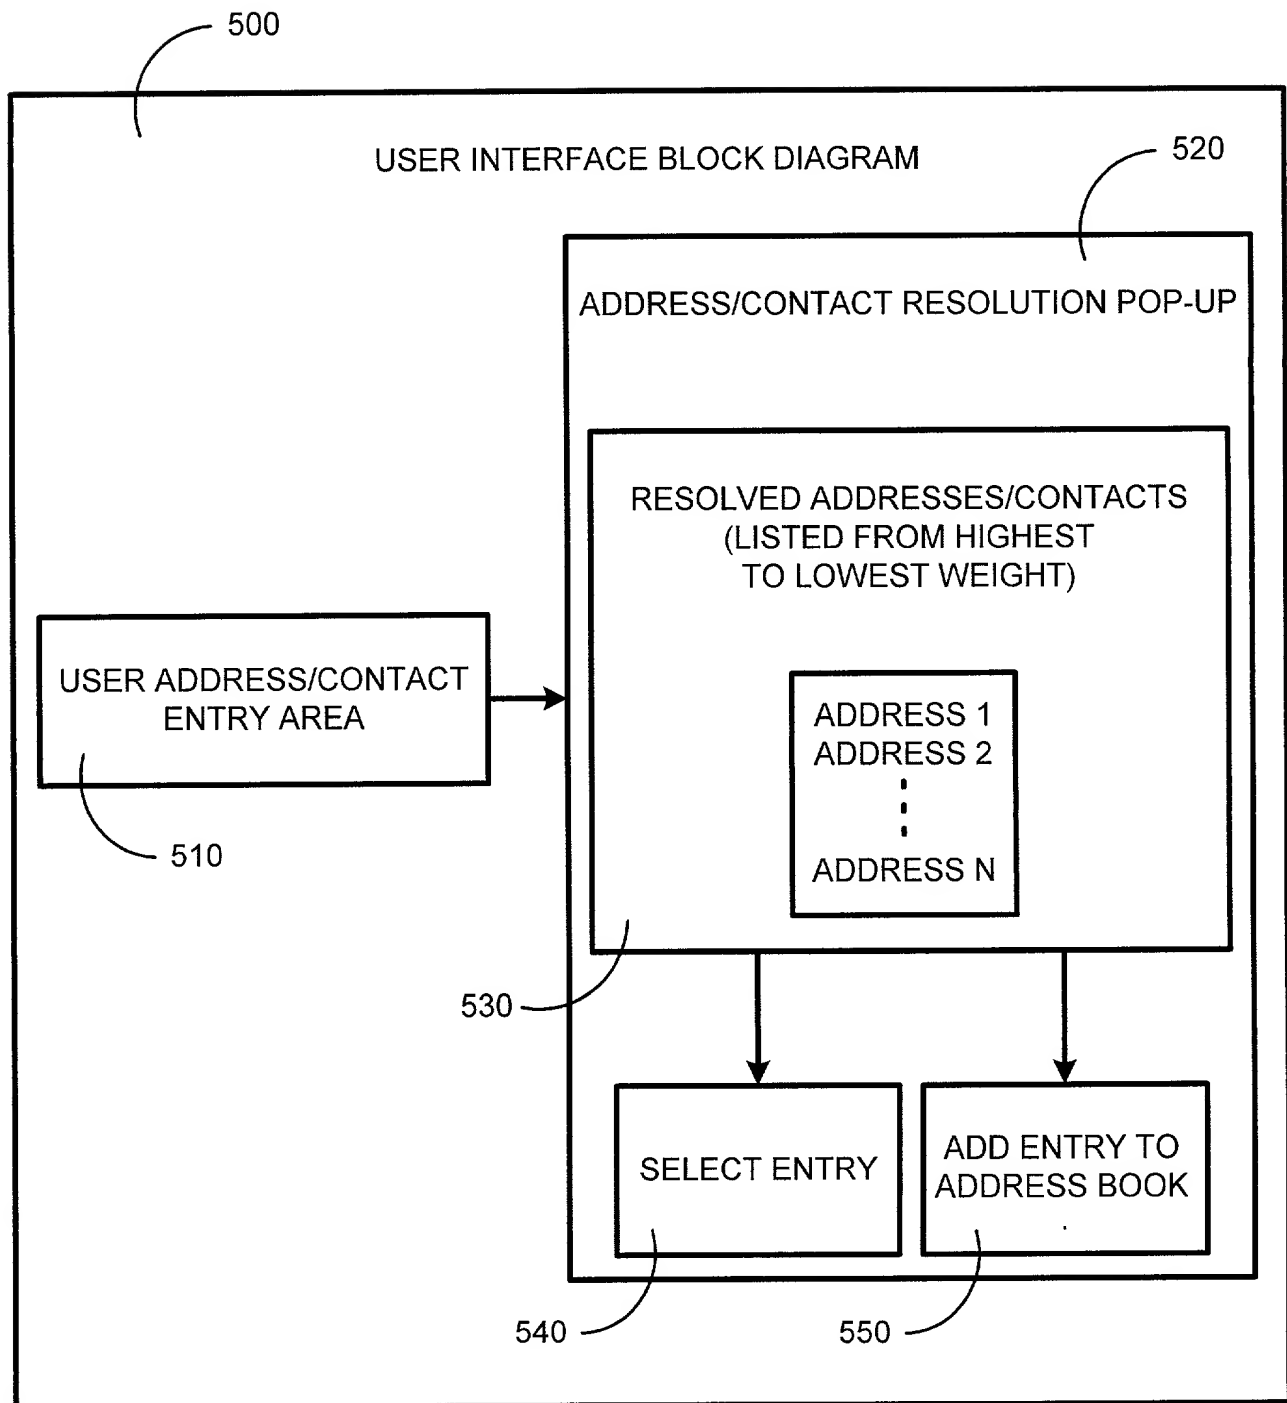 500
USER INTERFACE BLOCK DIAGRAM
520
ADDRESS/CONTACT RESOLUTION POP-UP
RESOLVED ADDRESSES/CONTACTS
(LISTED FROM HIGHEST
TO LOWEST WEIGHT)
USER ADDRESS/CONTACT
ENTRY AREA
510
ADDRESS 1
ADDRESS 2
ADDRESS N
530
SELECT ENTRY
ADD ENTRY TO
ADDRESS BOOK
540
550